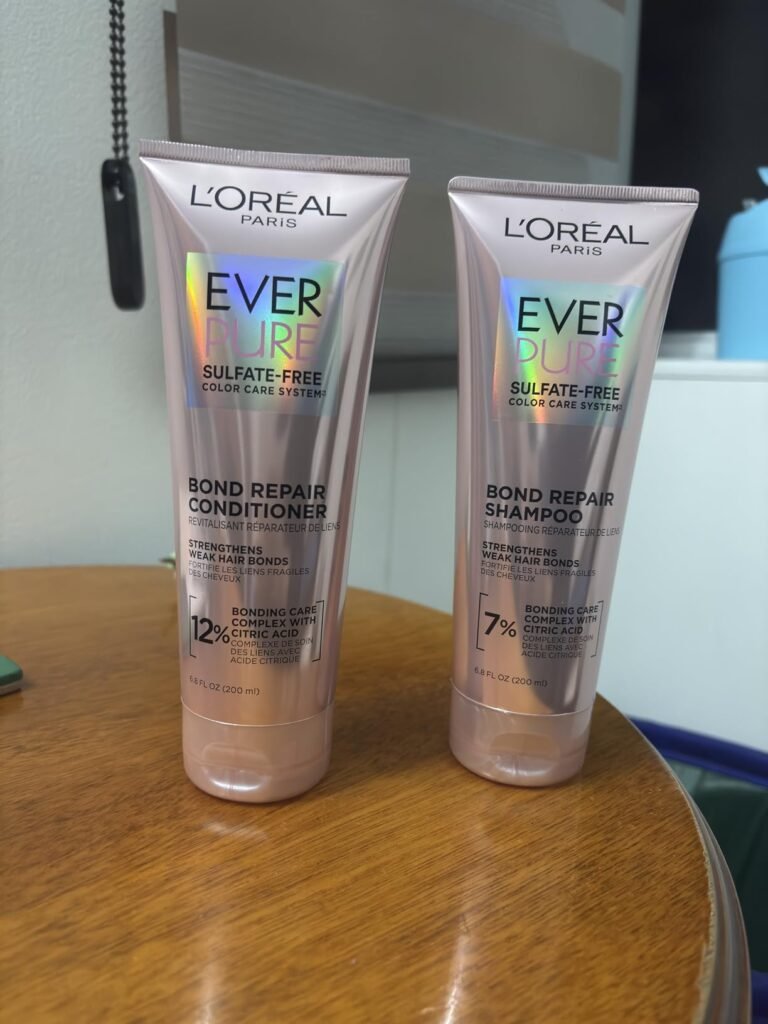 L'ORÉAL
PARIS
EVER
PURE
SULFATE-FREE
COLOR CARE SYSTEM
BOND REPAIR
CONDITIONER
REVITALISANT RÉPARATEUR DE LIENS
STRENGTHENS
WEAK HAIR BONDS
FORTIFIE LES LIENS FRAGILES
DES CHEVEUX
12%
BONDING CARE
COMPLEX WITH
CITRIC ACID
COMPLEXE DE SOIN
DES LIENS AVEC
ACIDE CITRIQUE
6.8 FL OZ (200 ml)
L'ORÉAL
PARIS
EVER
PURE
SULFATE-FREE
COLOR CARE SYSTEM
BOND REPAIR
SHAMPOO
SHAMPOOING RÉPARATEUR DE LIENS
STRENGTHENS
WEAK HAIR BONDS
FORTIFIE LES LIENS FRAGILES
DES CHEVEUX
7%
BONDING CARE
COMPLEX WITH
CITRIC ACID
COMPLEXE DE SOIN
DES LIENS AVEC
ACIDE CITRIQUE
6.8 FL OZ (200 ml)